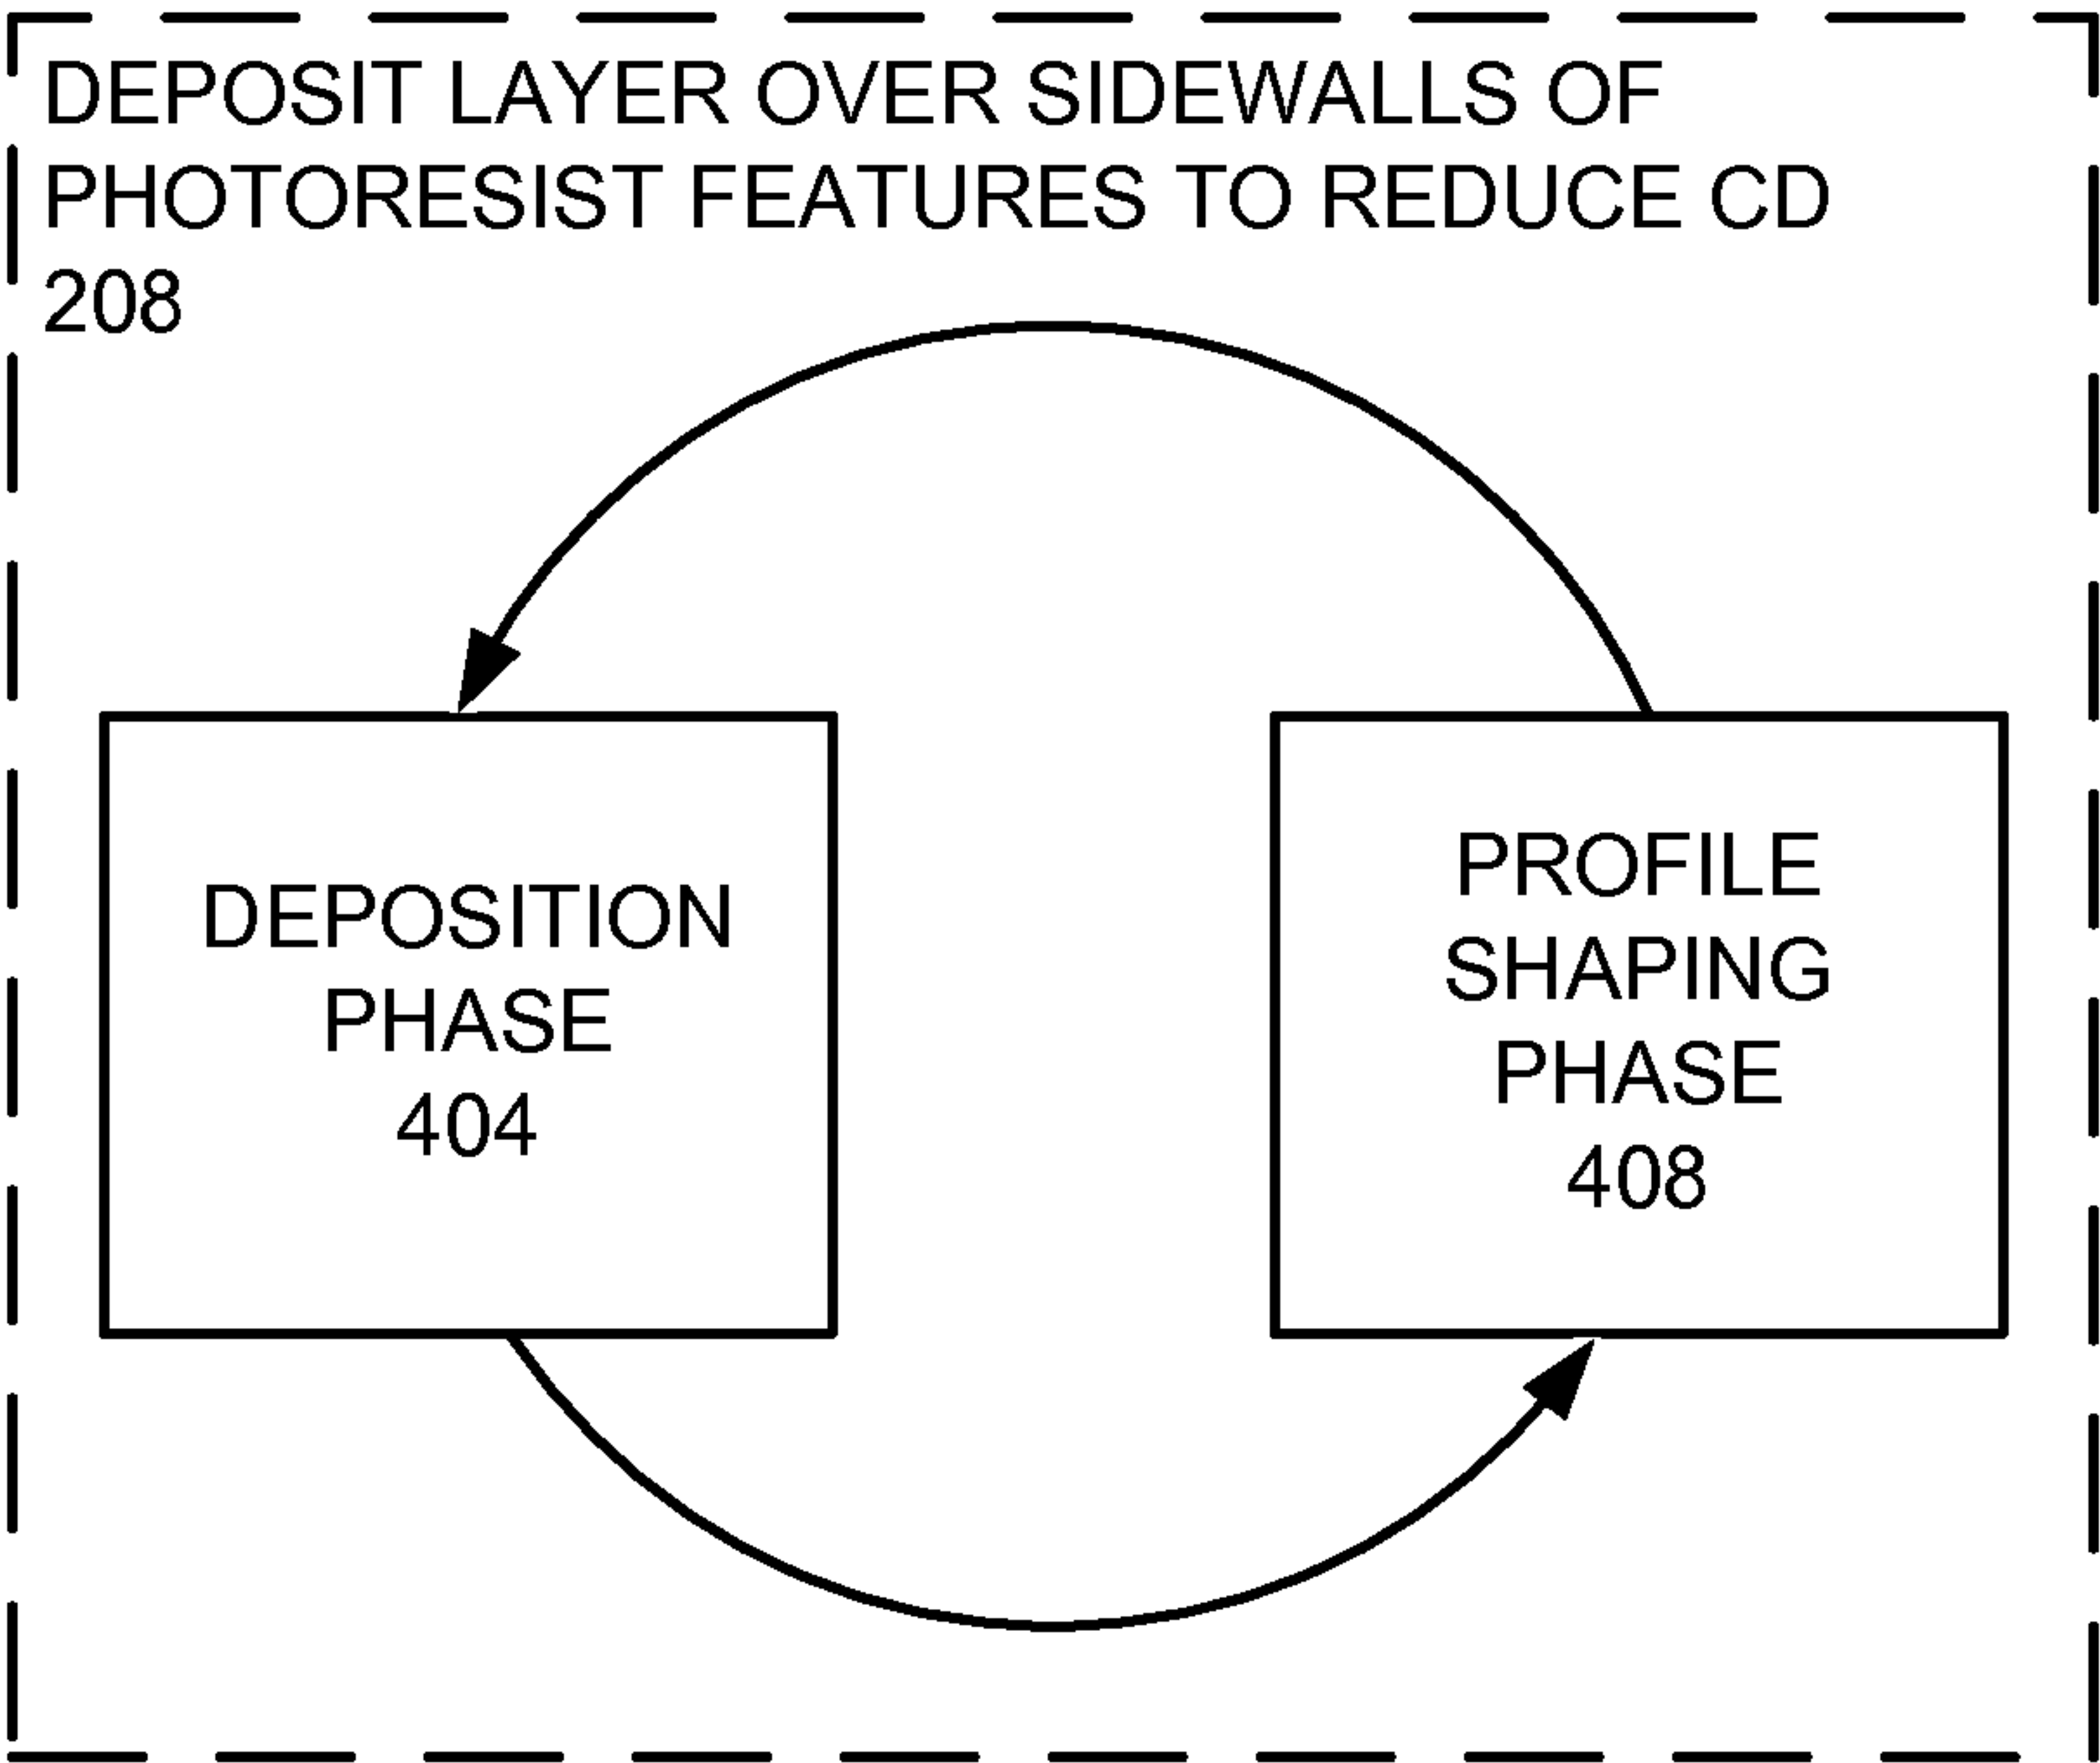 DEPOSIT LAYER OVER SIDEWALLS OF
PHOTORESIST FEATURES TO REDUCE CD
208
DEPOSITION
PHASE
404
PROFILE
SHAPING
PHASE
408